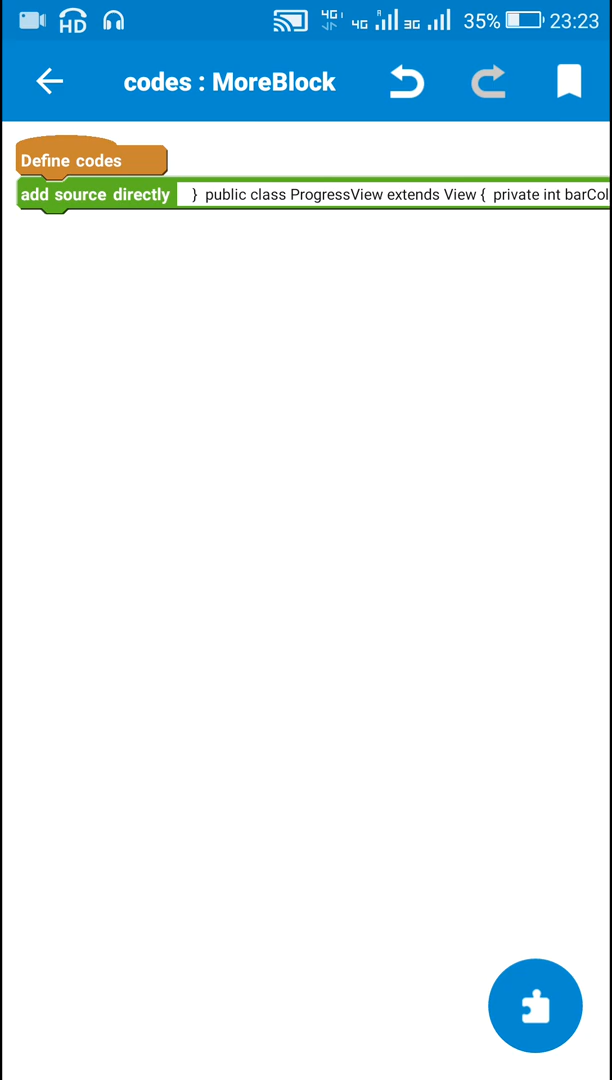 HD 4G 4G R 3G 35% 23:23
codes : MoreBlock
Define codes
add source directly } public class ProgressView extends View { private int barCol